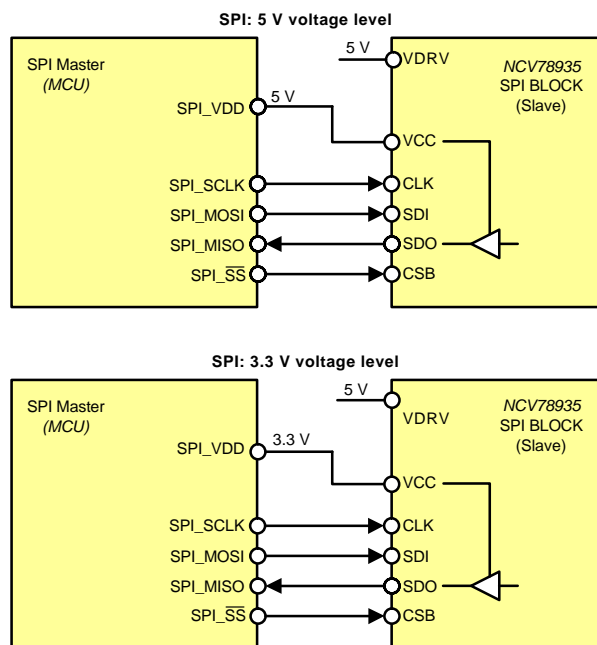 SPI: 5 V voltage level
SPI Master
(MCU)
5 V
VDRV
NCV78935
SPI BLOCK
(Slave)
SPI_VDD
5 V
VCC
SPI_SCLK
CLK
SPI_MOSI
SDI
SPI_MISO
SDO
SPI_S̅S̅
CSB
SPI: 3.3 V voltage level
SPI Master
(MCU)
5 V
VDRV
NCV78935
SPI BLOCK
(Slave)
SPI_VDD
3.3 V
VCC
SPI_SCLK
CLK
SPI_MOSI
SDI
SPI_MISO
SDO
SPI_S̅S̅
CSB